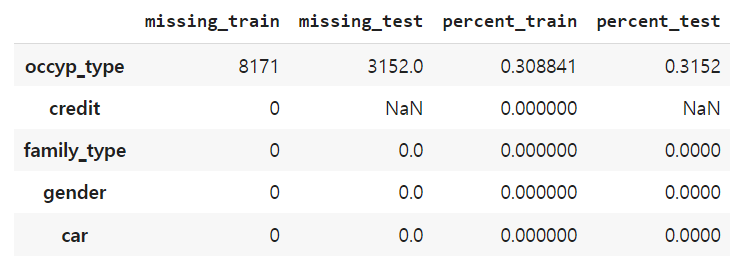 missing_train missing_test percent_train percent_test
occyp_type 8171 3152.0 0.308841 0.3152
credit 0 NaN 0.000000 NaN
family_type 0 0.0 0.000000 0.0000
gender 0 0.0 0.000000 0.0000
car 0 0.0 0.000000 0.0000